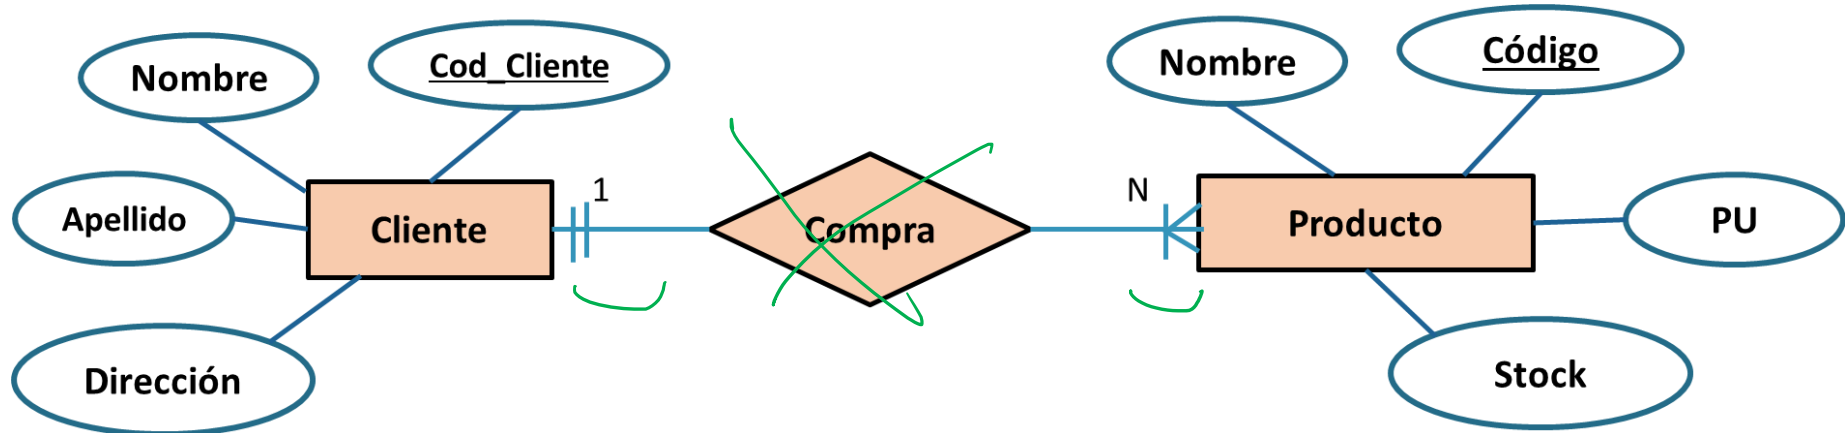 Nombre
Cod_Cliente
Apellido
Cliente
Dirección
1
Compra
N
Nombre
Código
Producto
PU
Stock